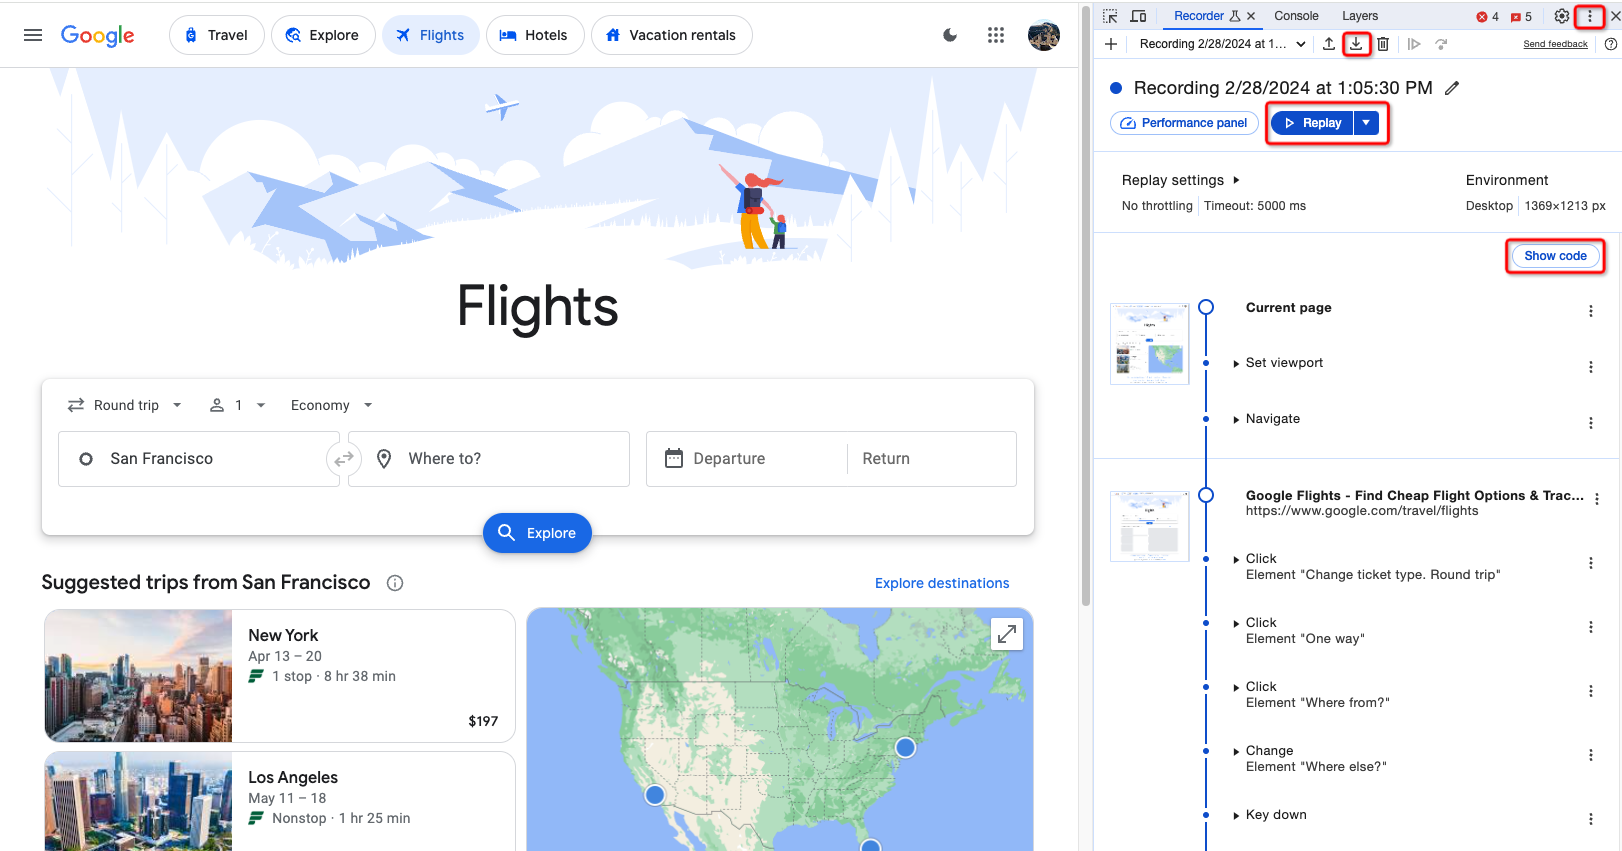 Google
Travel
Explore
Flights
Hotels
Vacation rentals
Flights
Round trip
1
Economy
San Francisco
Where to?
Departure
Return
Explore
Suggested trips from San Francisco
Explore destinations
New York
Apr 13 – 20
1 stop · 8 hr 38 min
$197
Los Angeles
May 11 – 18
Nonstop · 1 hr 25 min
Recorder
Console
Layers
4
5
Recording 2/28/2024 at 1...
Send feedback
Recording 2/28/2024 at 1:05:30 PM
Performance panel
Replay
Replay settings
No throttling
Timeout: 5000 ms
Environment
Desktop
1369×1213 px
Show code
Current page
Set viewport
Navigate
Google Flights - Find Cheap Flight Options & Trac...
https://www.google.com/travel/flights
Click
Element "Change ticket type. Round trip"
Click
Element "One way"
Click
Element "Where from?"
Change
Element "Where else?"
Key down